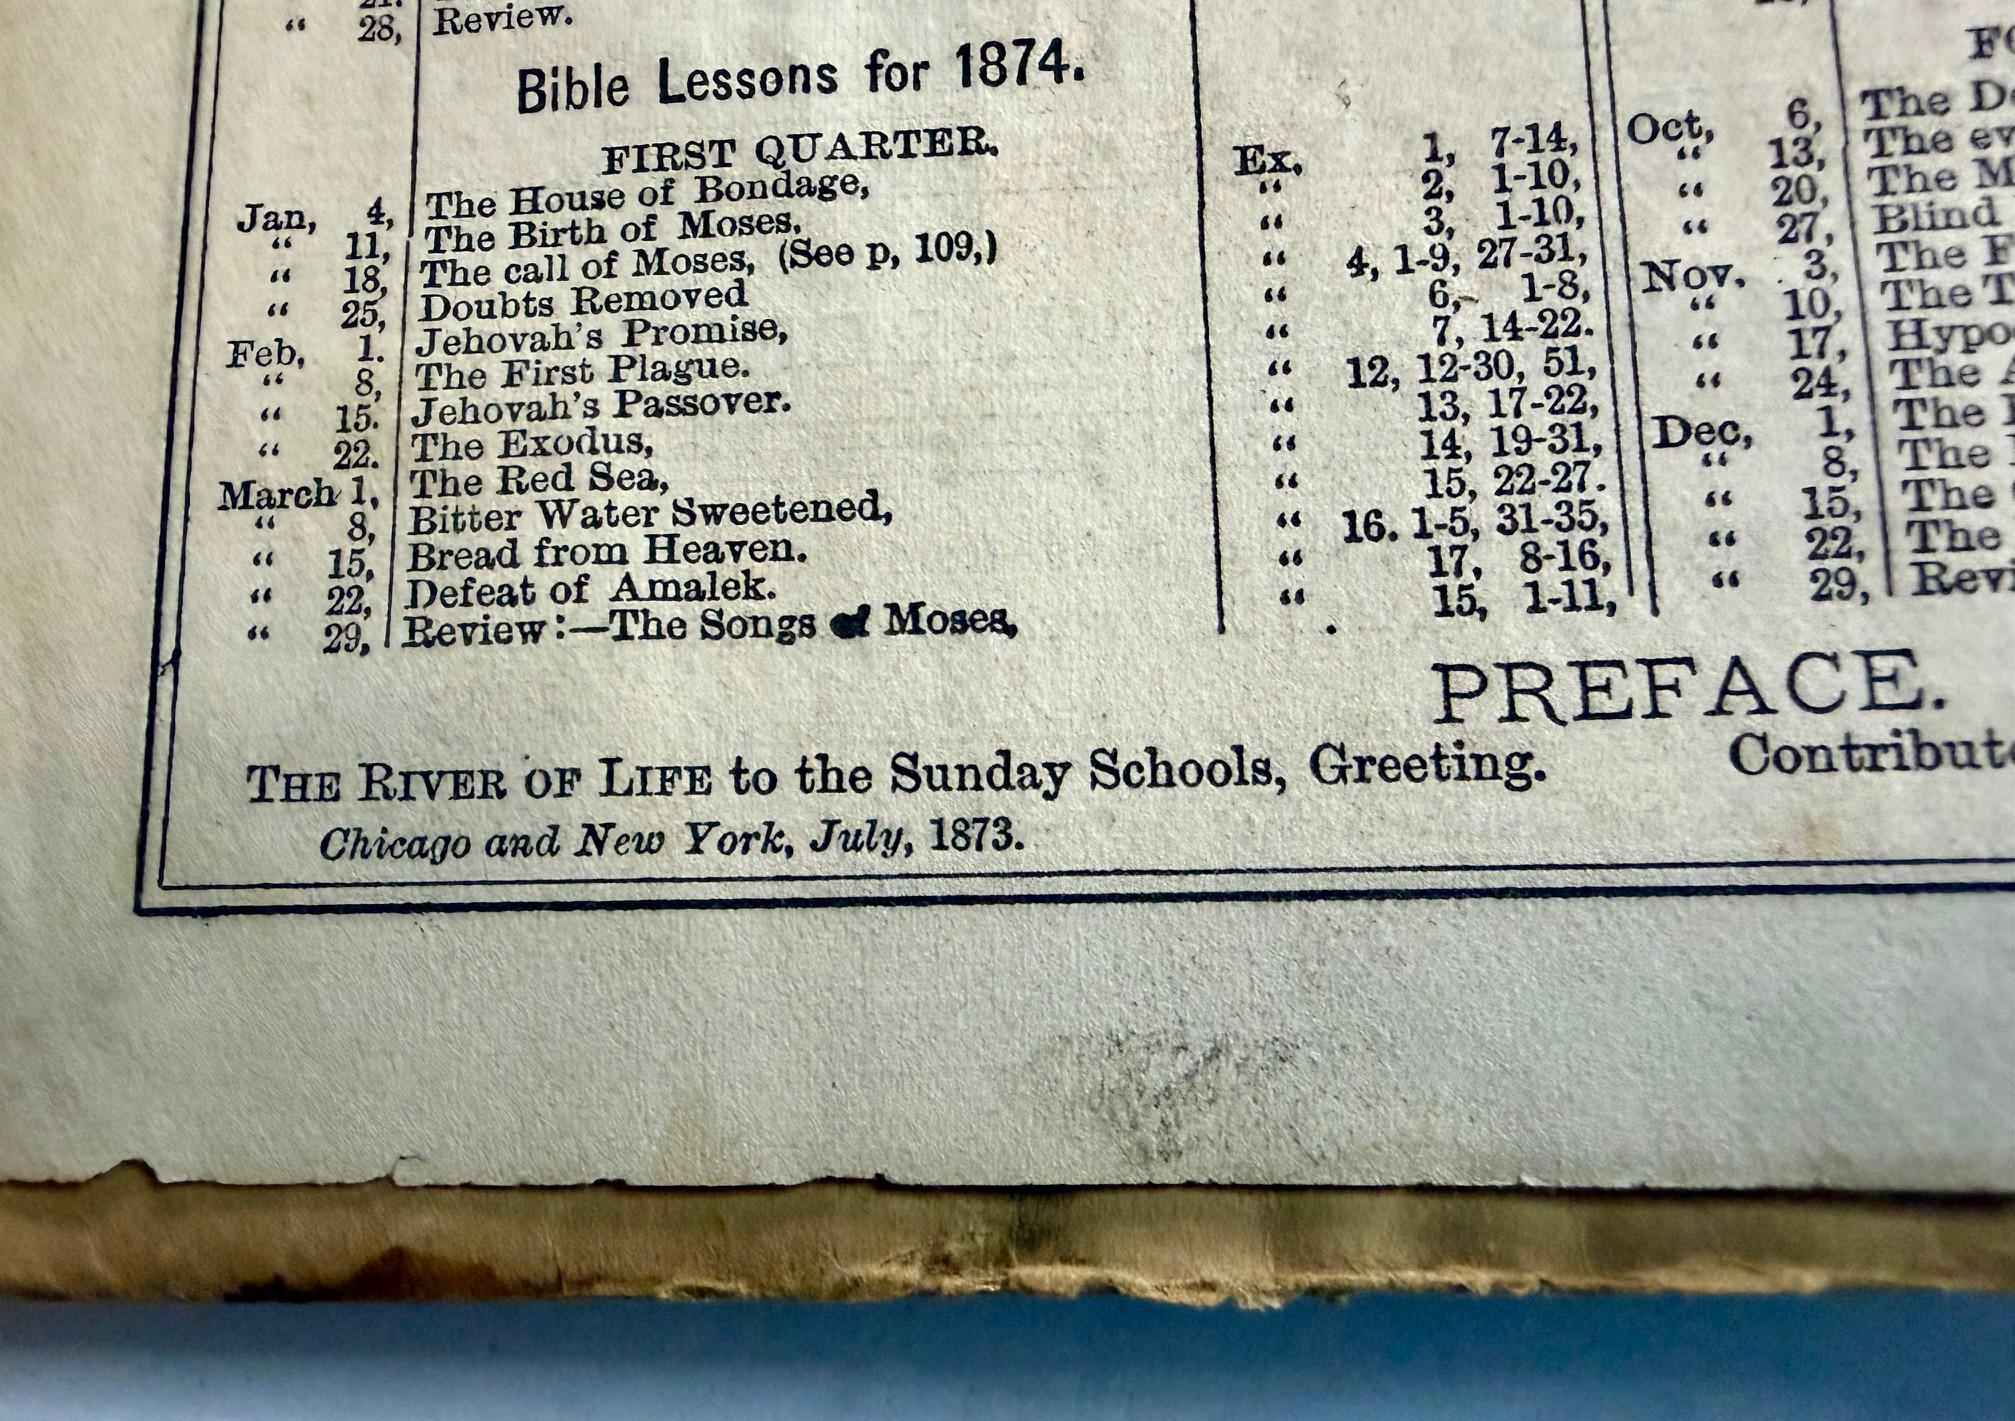 " 28, Review.
Bible Lessons for 1874.
FIRST QUARTER.
Jan, 4, The House of Bondage, Ex. 1, 7-14,
" 11, The Birth of Moses. " 2, 1-10,
" 18, The call of Moses, (See p, 109,) " 3, 1-10,
" 25, Doubts Removed " 4, 1-9, 27-31,
Feb, 1. Jehovah's Promise, " 6, 1-8,
" 8, The First Plague. " 7, 14-22.
" 15. Jehovah's Passover. " 12, 12-30, 51,
" 22. The Exodus, " 13, 17-22,
March 1, The Red Sea, " 14, 19-31,
" 8, Bitter Water Sweetened, " 15, 22-27.
" 15, Bread from Heaven. " 16. 1-5, 31-35,
" 22, Defeat of Amalek. " 17, 8-16,
" 29, Review:—The Songs of Moses, " 15, 1-11,
Oct, 6, The
" 13, The
" 20, The
" 27, Blind
Nov. 3, The
" 10, The
" 17,
" 24, The
Dec, 1, The
" 8, The
" 15, The
" 22, The
" 29,
PREFACE.
THE RIVER OF LIFE to the Sunday Schools, Greeting.
Chicago and New York, July, 1873.